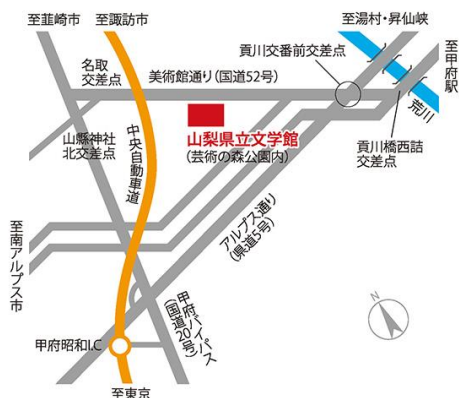 至韮崎市
至諏訪市
至湯村・昇仙峡
貢川交番前交差点
至甲府駅
名取
交差点
美術館通り(国道52号)
荒川
山梨県立文学館
(芸術の森公園内)
貢川橋西詰
交差点
山縣神社
北交差点
中央自動車道
アルプス通り
(県道5号)
至南アルプス市
甲府バイパス
(国道20号)
N
甲府昭和I.C
至東京